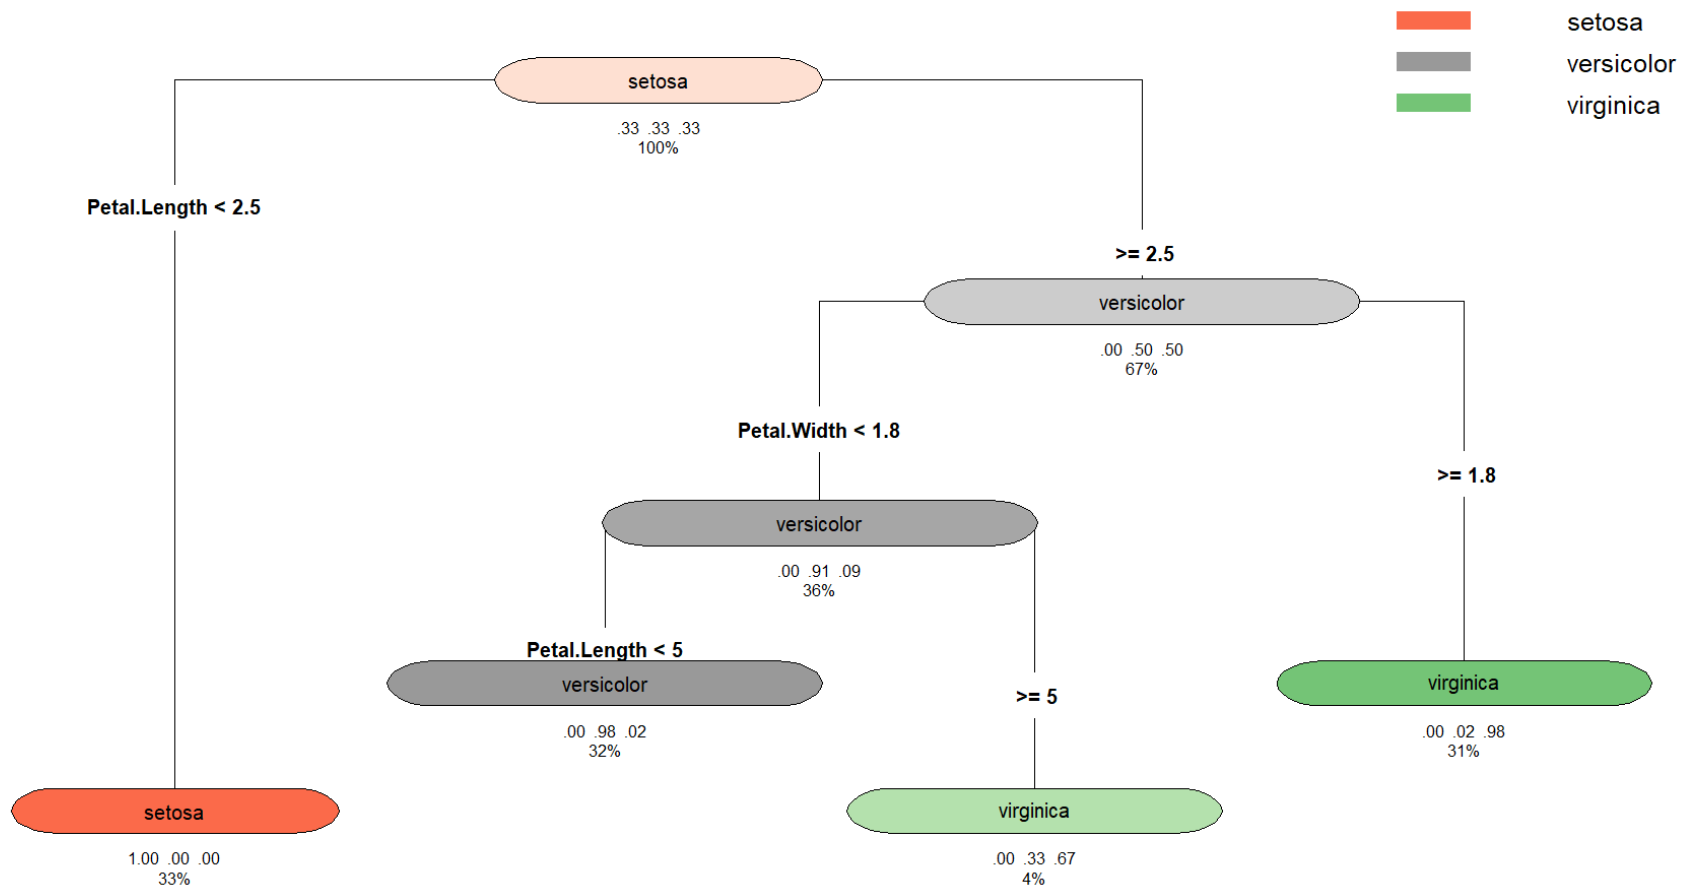 setosa
versicolor
virginica
setosa
.33 .33 .33
100%
Petal.Length < 2.5
>= 2.5
versicolor
.00 .50 .50
67%
Petal.Width < 1.8
>= 1.8
versicolor
.00 .91 .09
36%
Petal.Length < 5
>= 5
versicolor
.00 .98 .02
32%
virginica
.00 .02 .98
31%
setosa
1.00 .00 .00
33%
virginica
.00 .33 .67
4%